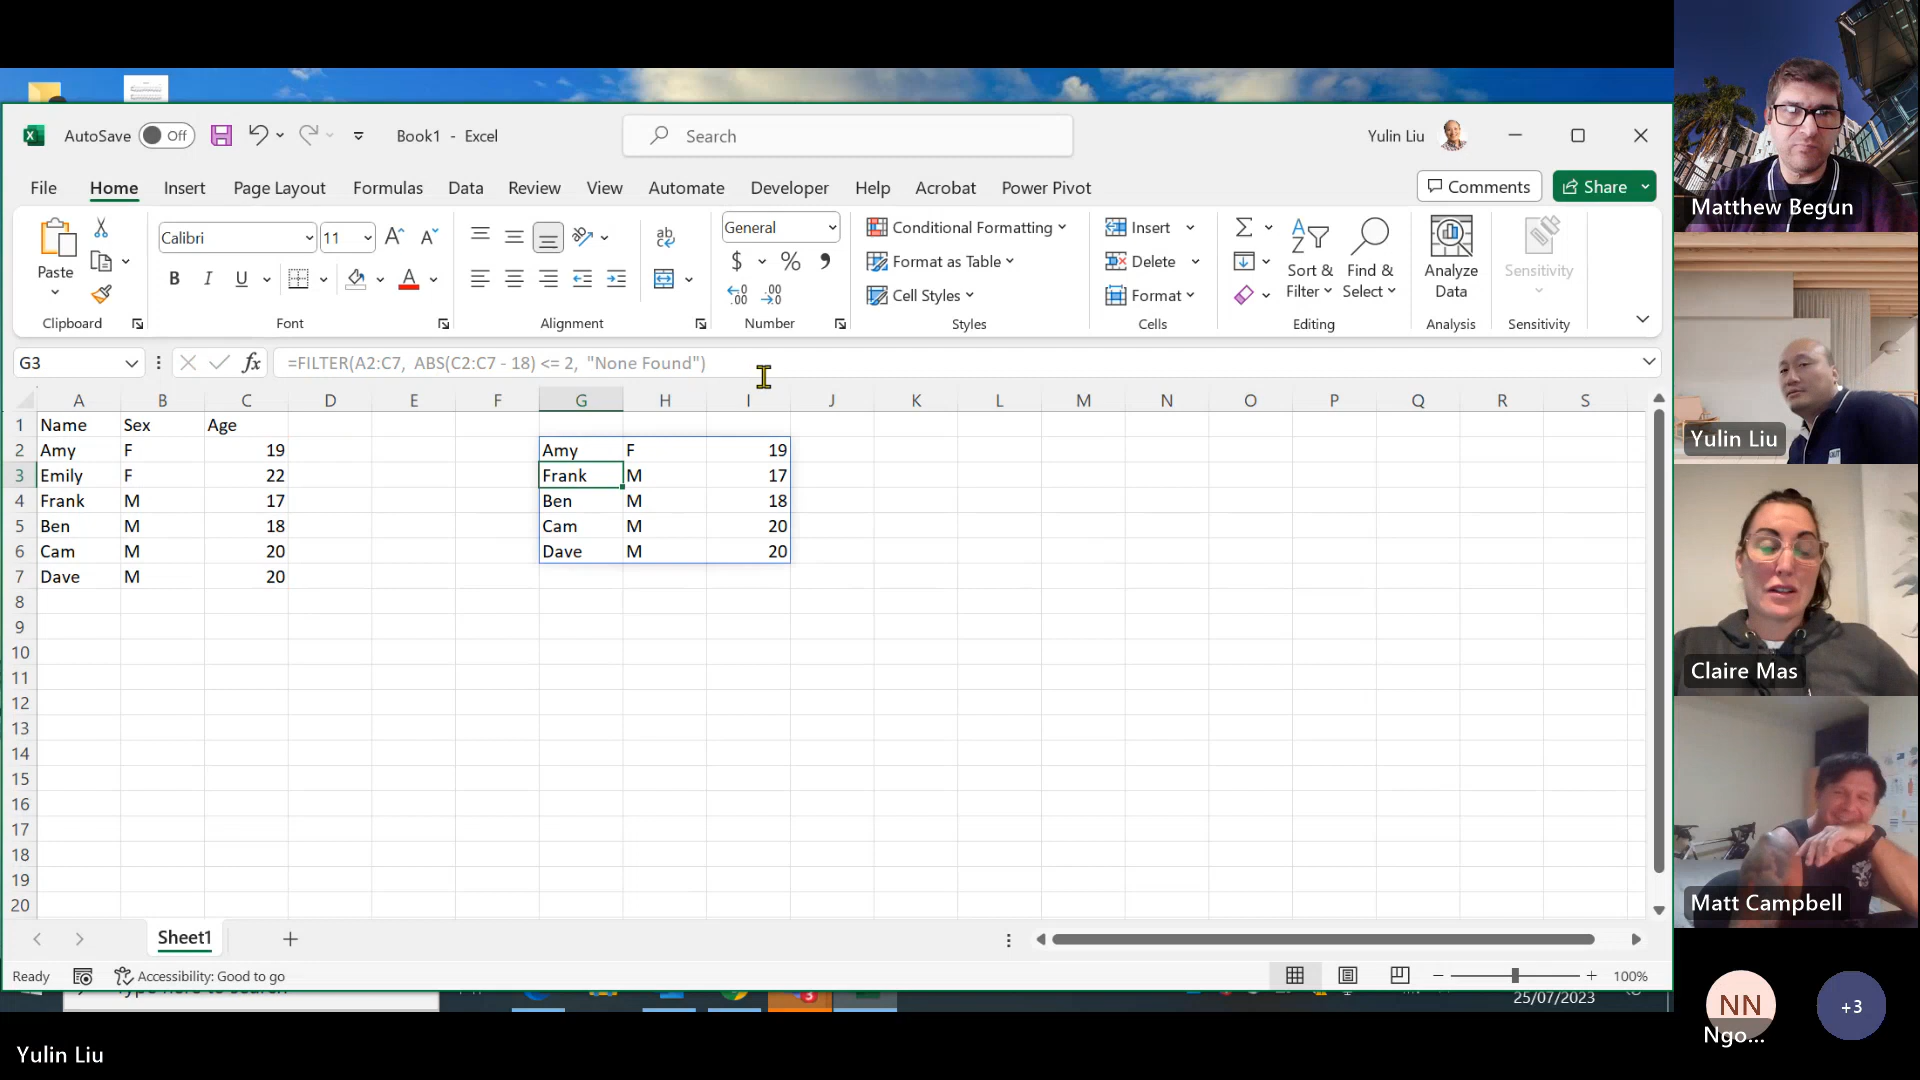 AutoSave Off Book1 - Excel Search Yulin Liu
File Home Insert Page Layout Formulas Data Review View Automate Developer Help Acrobat Power Pivot Comments Share
Paste Calibri 11 B I U General $ % Conditional Formatting Format as Table Cell Styles Insert Delete Format Sort & Filter Find & Select Analyze Data Sensitivity
Clipboard Font Alignment Number Styles Cells Editing Analysis Sensitivity
G3 fx =FILTER(A2:C7, ABS(C2:C7 - 18) <= 2, "None Found")
A B C D E F G H I J K L M N O P Q R S
1 Name Sex Age
2 Amy F 19 Amy F 19
3 Emily F 22 Frank M 17
4 Frank M 17 Ben M 18
5 Ben M 18 Cam M 20
6 Cam M 20 Dave M 20
7 Dave M 20
8
9
10
11
12
13
14
15
16
17
18
19
20
Sheet1
Ready Accessibility: Good to go 100%
25/07/2023
Yulin Liu
Matthew Begun
Yulin Liu
Claire Mas
Matt Campbell
NN +3
Ngo...